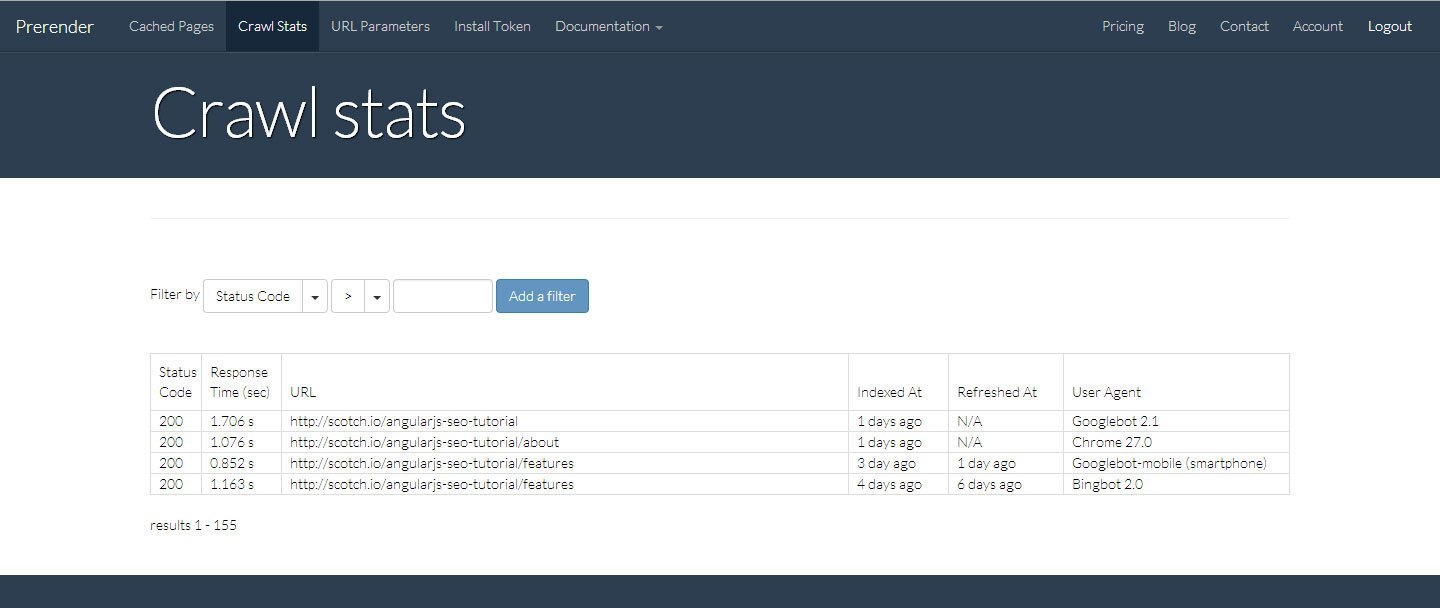 Prerender Cached Pages Crawl Stats URL Parameters Install Token Documentation Pricing Blog Contact Account Logout
Crawl stats
Filter by Status Code > Add a filter
Status Code Response Time (sec) URL Indexed At Refreshed At User Agent
200 1.706 s http://scotch.io/angularjs-seo-tutorial 1 days ago N/A Googlebot 2.1
200 1.076 s http://scotch.io/angularjs-seo-tutorial/about 1 days ago N/A Chrome 27.0
200 0.852 s http://scotch.io/angularjs-seo-tutorial/features 3 day ago 1 day ago Googlebot-mobile (smartphone)
200 1.163 s http://scotch.io/angularjs-seo-tutorial/features 4 days ago 6 days ago Bingbot 2.0
results 1 - 155